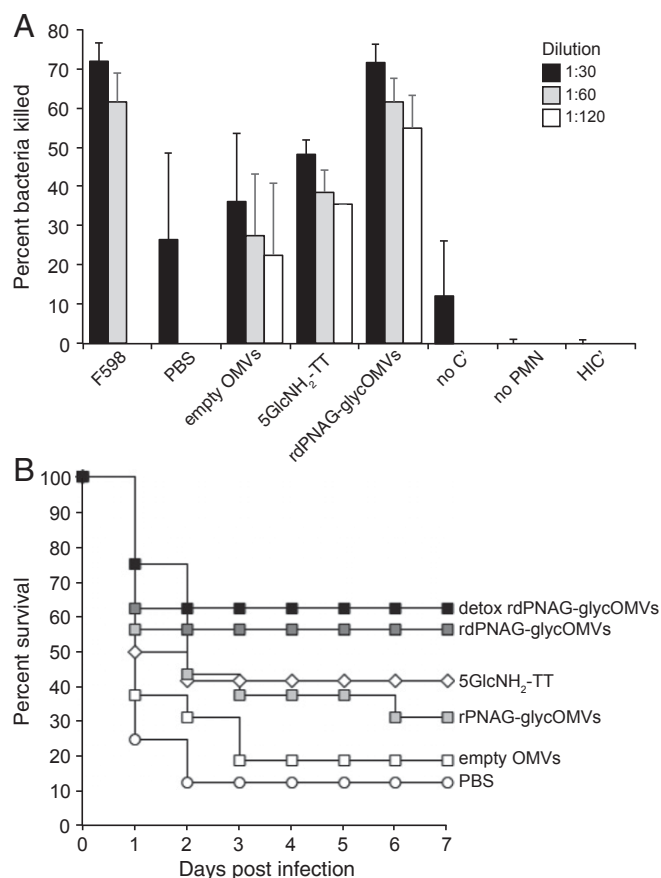 A
80
70
60
50
40
30
20
10
0
Percent bacteria killed
Dilution
1:30
1:60
1:120
F598
PBS
empty OMVs
5GlcNH₂-TT
rdPNAG-glycOMVs
no C'
no PMN
HIC'
B
100
90
80
70
60
50
40
30
20
10
0
Percent survival
detox rdPNAG-glycOMVs
rdPNAG-glycOMVs
5GlcNH₂-TT
rPNAG-glycOMVs
empty OMVs
PBS
0 1 2 3 4 5 6 7
Days post infection